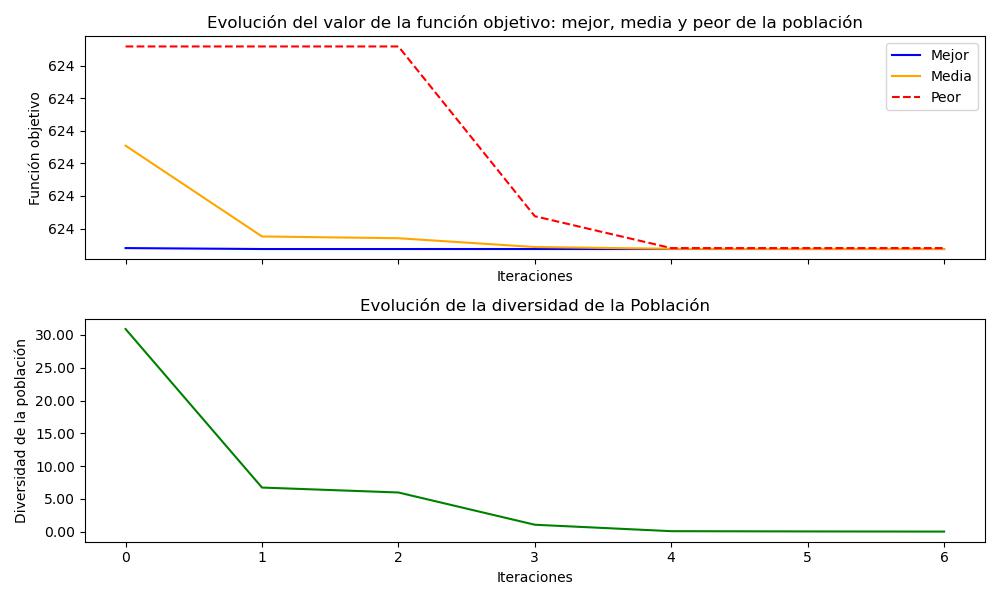 Evolución del valor de la función objetivo: mejor, media y peor de la población
Función objetivo
624
624
624
624
624
624
Mejor
Media
Peor
Iteraciones
Evolución de la diversidad de la Población
Diversidad de la población
30.00
25.00
20.00
15.00
10.00
5.00
0.00
0 1 2 3 4 5 6
Iteraciones